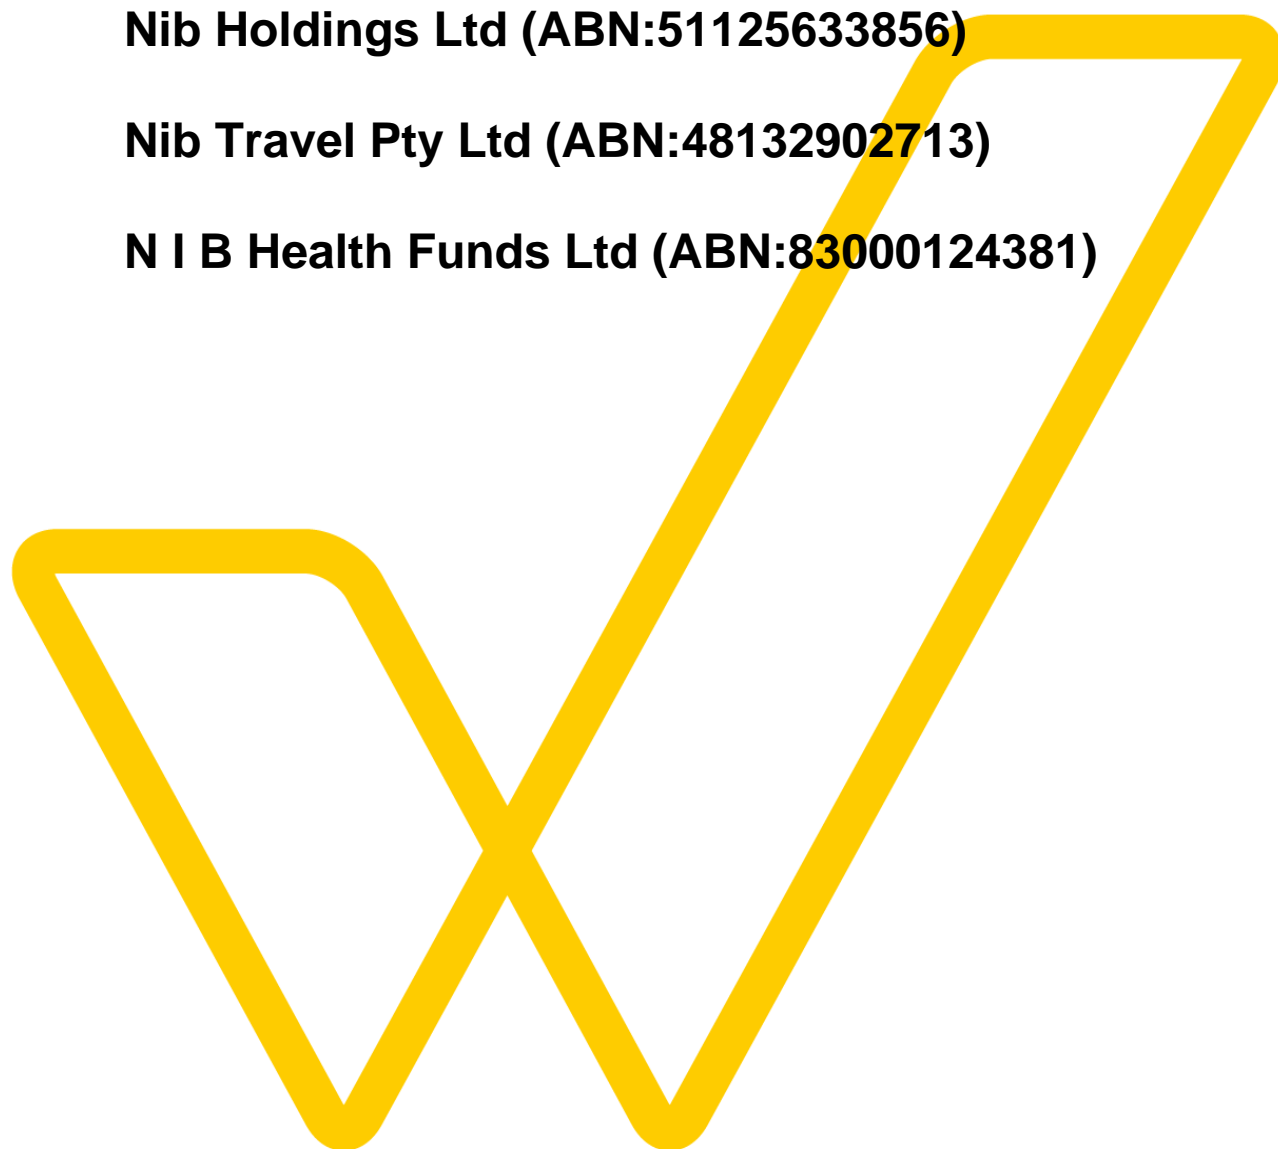 Nib Holdings Ltd (ABN:51125633856)
Nib Travel Pty Ltd (ABN:48132902713)
N I B Health Funds Ltd (ABN:83000124381)